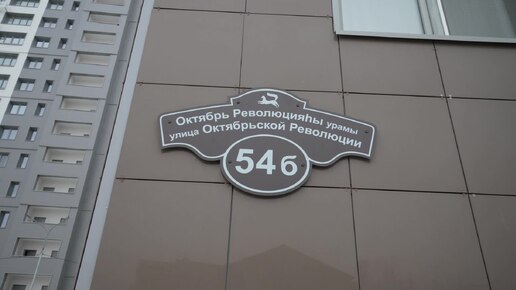 Октябрь Революцияһы урамы
улица Октябрьской Революции
54б